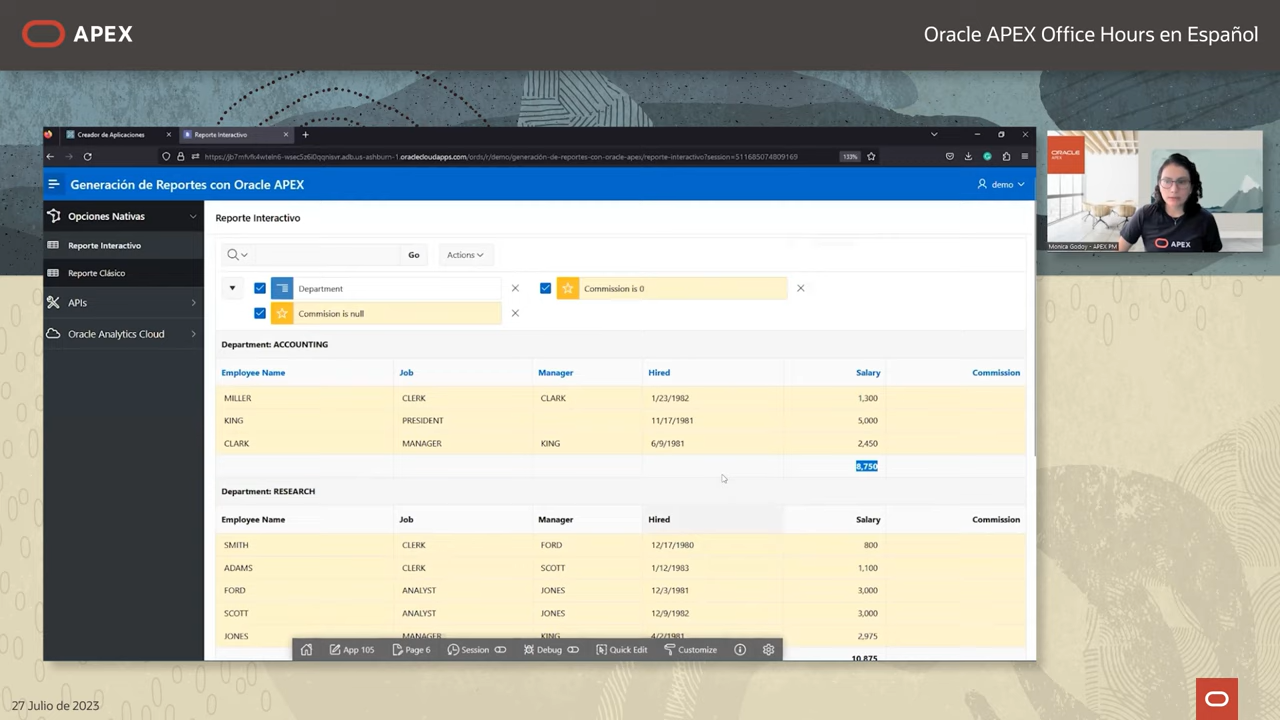 APEX
Oracle APEX Office Hours en Español
Creador de Aplicaciones
Reporte Interactivo
133%
Generación de Reportes con Oracle APEX
demo
Opciones Nativas
Reporte Interactivo
Reporte Clásico
APIs
Oracle Analytics Cloud
Reporte Interactivo
Go
Actions
Department
Commission is 0
Commision is null
Department: ACCOUNTING
Employee Name Job Manager Hired Salary Commission
MILLER CLERK CLARK 1/23/1982 1,300
KING PRESIDENT 11/17/1981 5,000
CLARK MANAGER KING 6/9/1981 2,450
8,750
Department: RESEARCH
Employee Name Job Manager Hired Salary Commission
SMITH CLERK FORD 12/17/1980 800
ADAMS CLERK SCOTT 1/12/1983 1,100
FORD ANALYST JONES 12/3/1981 3,000
SCOTT ANALYST JONES 12/9/1982 3,000
JONES MANAGER KING 4/2/1981 2,975
10,875
App 105
Page 6
Session
Debug
Quick Edit
Customize
ORACLE
APEX
APEX
Monica Godoy - APEX PM
27 Julio de 2023